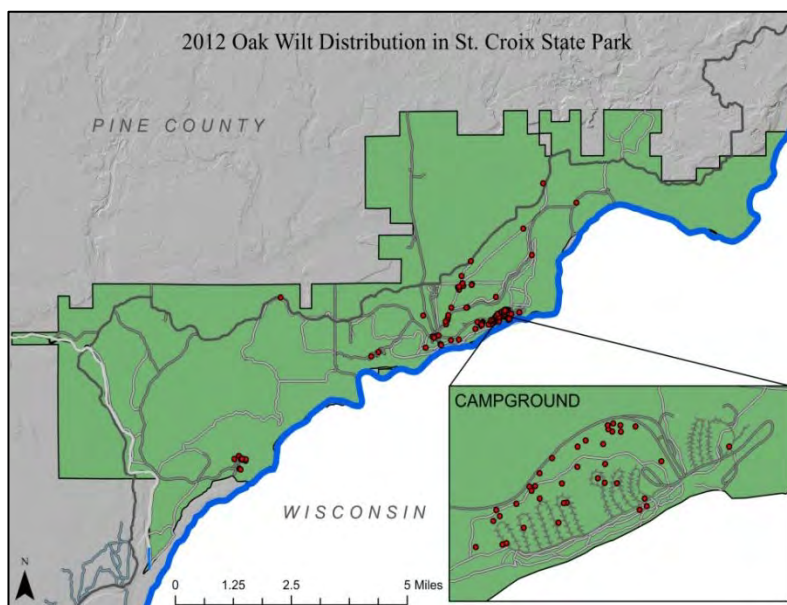 2012 Oak Wilt Distribution in St. Croix State Park
PINE COUNTY
CAMPGROUND
WISCONSIN
N
0 1.25 2.5 5 Miles